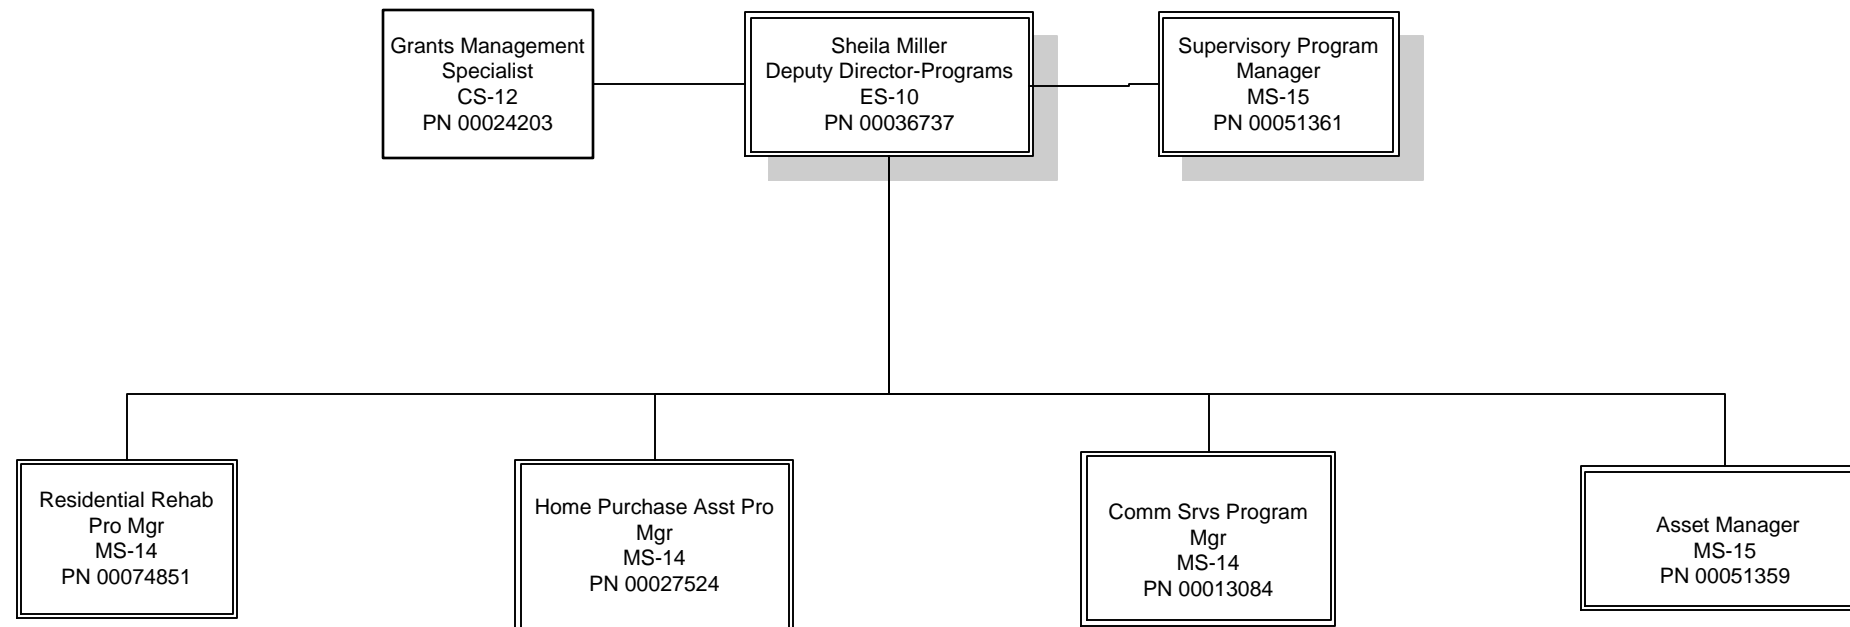 Grants Management
Specialist
CS-12
PN 00024203
Sheila Miller
Deputy Director-Programs
ES-10
PN 00036737
Supervisory Program
Manager
MS-15
PN 00051361
Residential Rehab
Pro Mgr
MS-14
PN 00074851
Home Purchase Asst Pro
Mgr
MS-14
PN 00027524
Comm Srvs Program
Mgr
MS-14
PN 00013084
Asset Manager
MS-15
PN 00051359